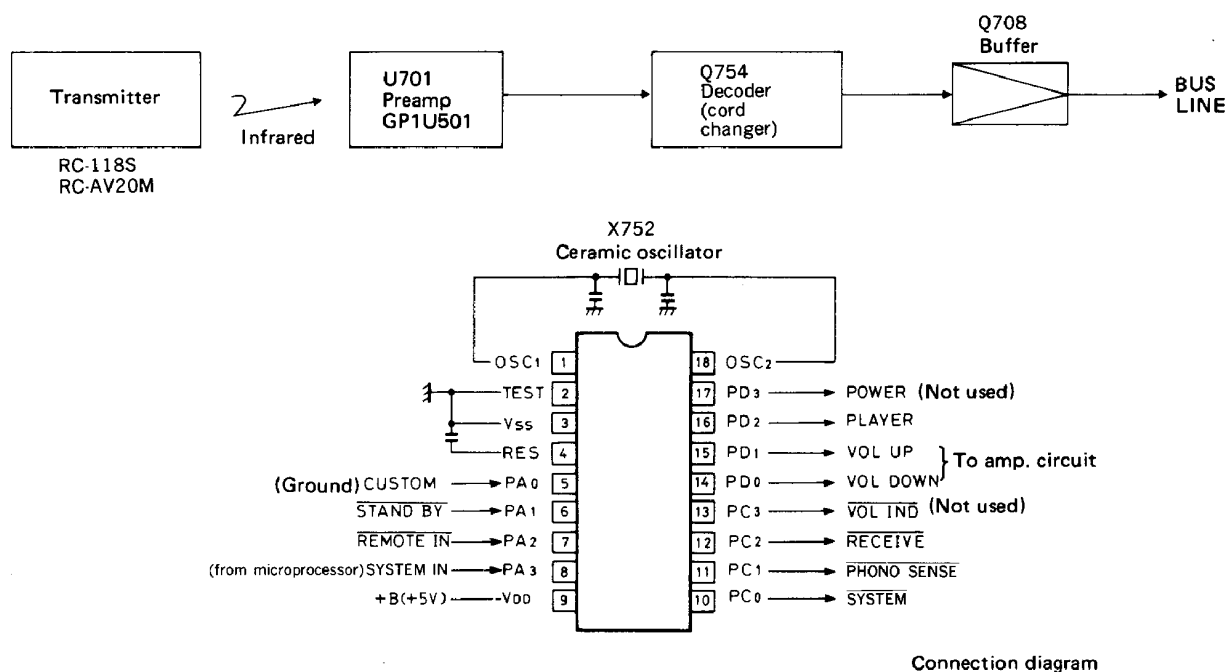 Q708
Buffer
Transmitter
Infrared
U701
Preamp
GP1U501
Q754
Decoder
(cord
changer)
BUS
LINE
RC-118S
RC-AV20M
X752
Ceramic oscillator
OSC1 1
18 OSC2
TEST 2
17 PD3 POWER (Not used)
Vss 3
16 PD2 PLAYER
RES 4
15 PD1 VOL UP
(Ground) CUSTOM PA0 5
14 PD0 VOL DOWN
To amp. circuit
STAND BY PA1 6
13 PC3 VOL IND (Not used)
REMOTE IN PA2 7
12 PC2 RECEIVE
(from microprocessor) SYSTEM IN PA3 8
11 PC1 PHONO SENSE
+B(+5V) -VDD 9
10 PC0 SYSTEM
Connection diagram